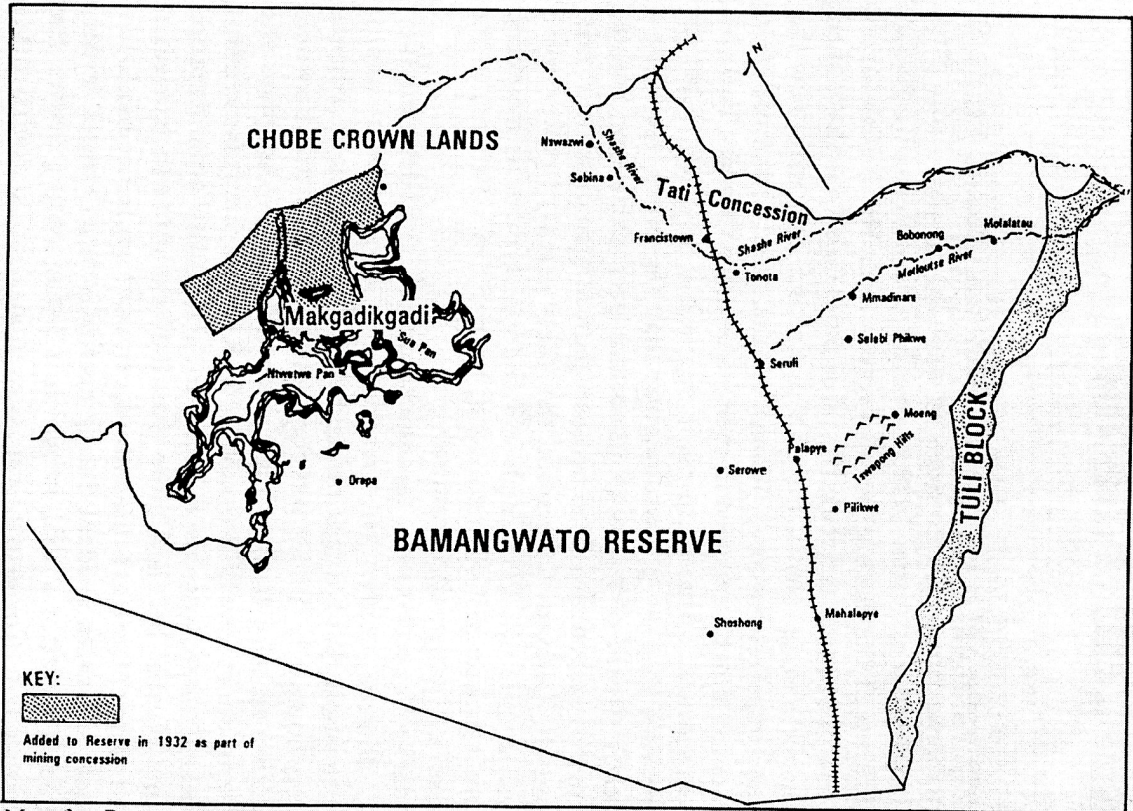 N
CHOBE CROWN LANDS
Nswazwi
Shashe River
Sebina
Tati Concession
Francistown
Shashe River
Tonota
Bobonong
Molalatau
Motloutse River
Mmadinare
Selebi Phikwe
Seruli
Makgadikgadi
Sua Pan
Ntwetwe Pan
Orapa
Moeng
Palapye
Tswapong Hills
Serowe
Pilikwe
TULI BLOCK
BAMANGWATO RESERVE
Shoshong
Mahalapye
KEY:
Added to Reserve in 1932 as part of
mining concession